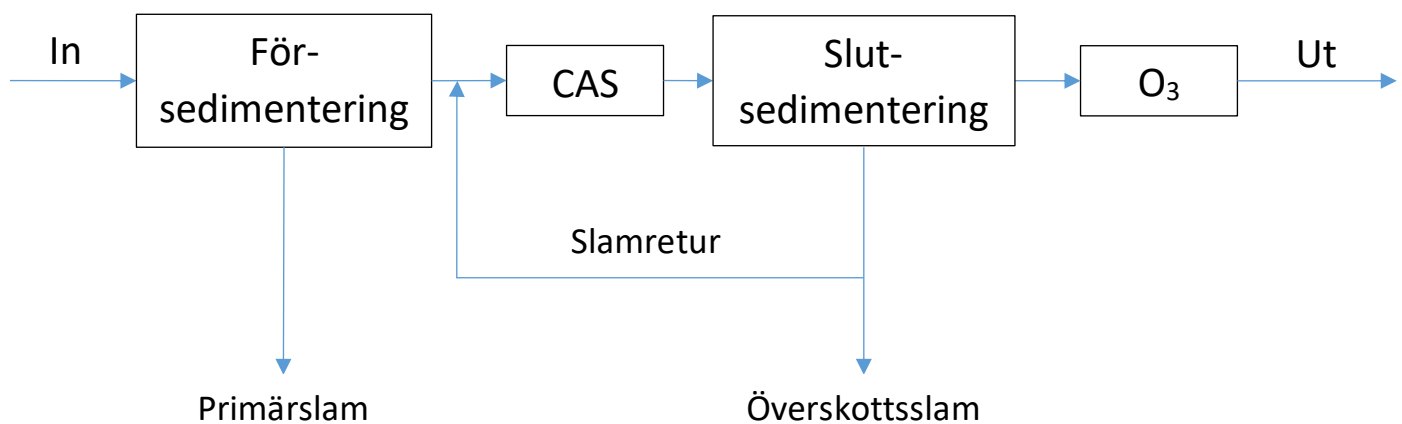 In
För-
sedimentering
CAS
Slut-
sedimentering
O₃
Ut
Slamretur
Primärslam
Överskottsslam